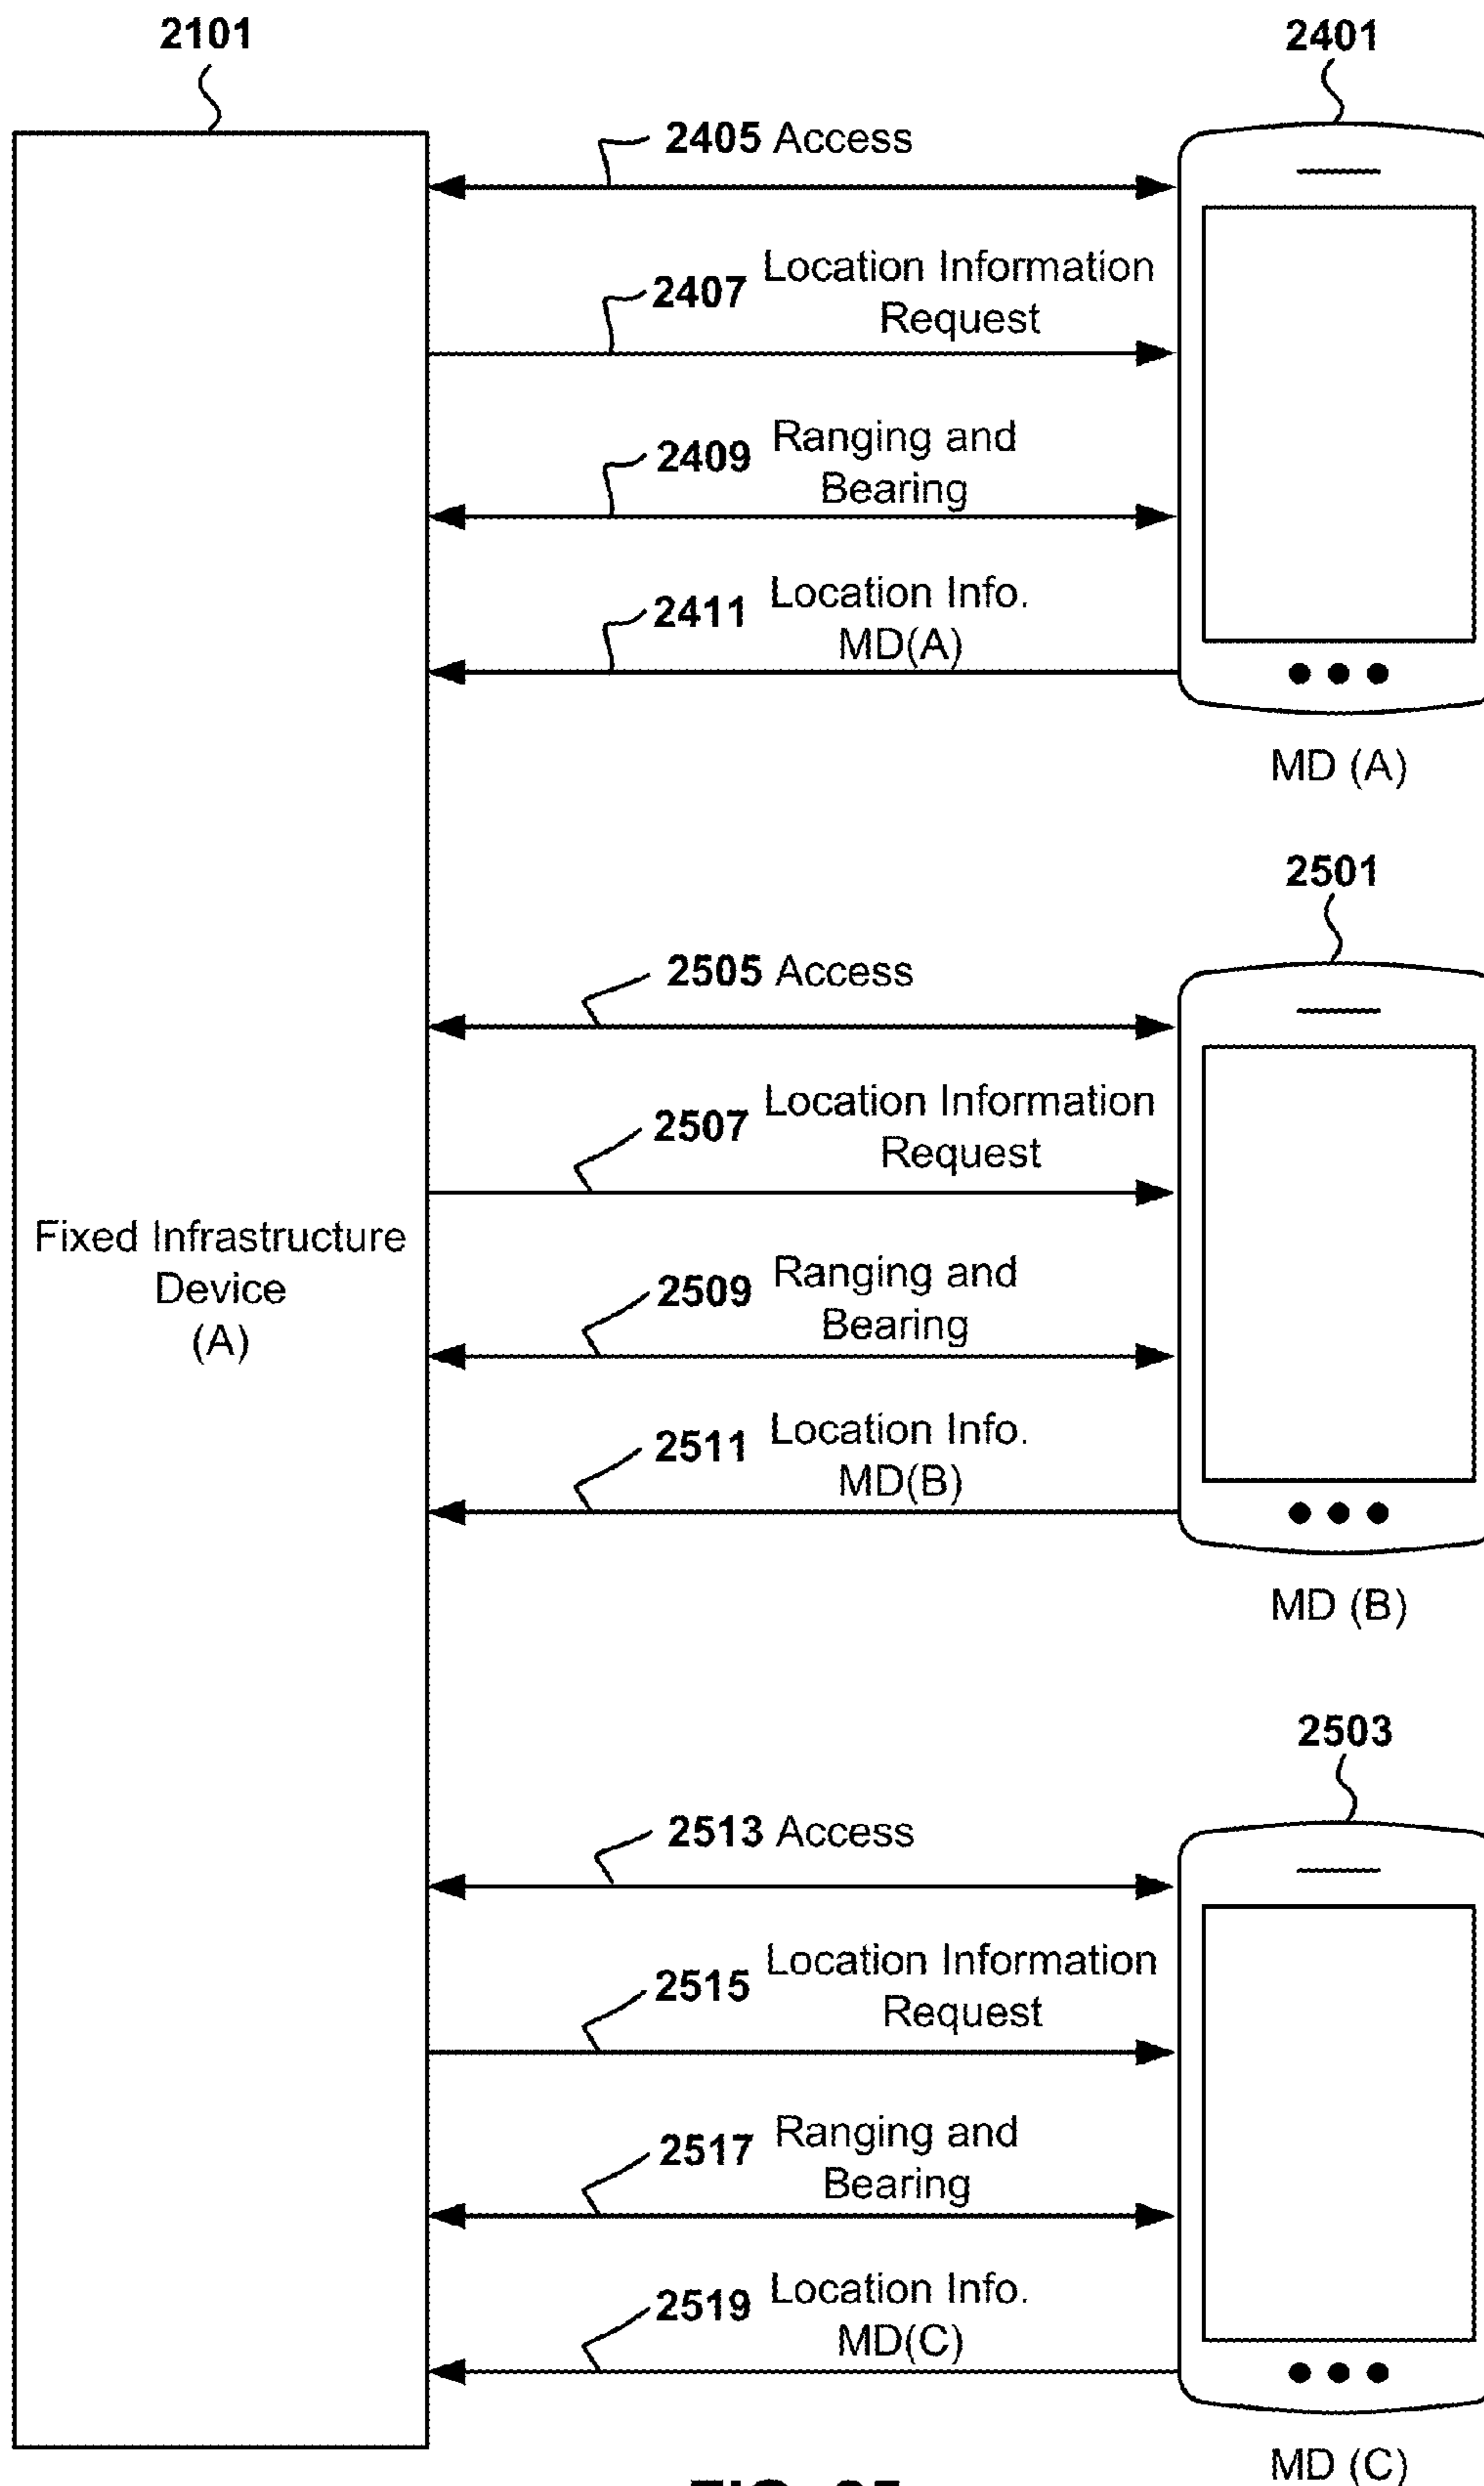 2101
2401
2405 Access
2407 Location Information
Request
2409 Ranging and
Bearing
2411 Location Info.
MD(A)
MD (A)
2501
2505 Access
2507 Location Information
Request
Fixed Infrastructure
Device
(A)
2509 Ranging and
Bearing
2511 Location Info.
MD(B)
MD (B)
2503
2513 Access
2515 Location Information
Request
2517 Ranging and
Bearing
2519 Location Info.
MD(C)
MD (C)